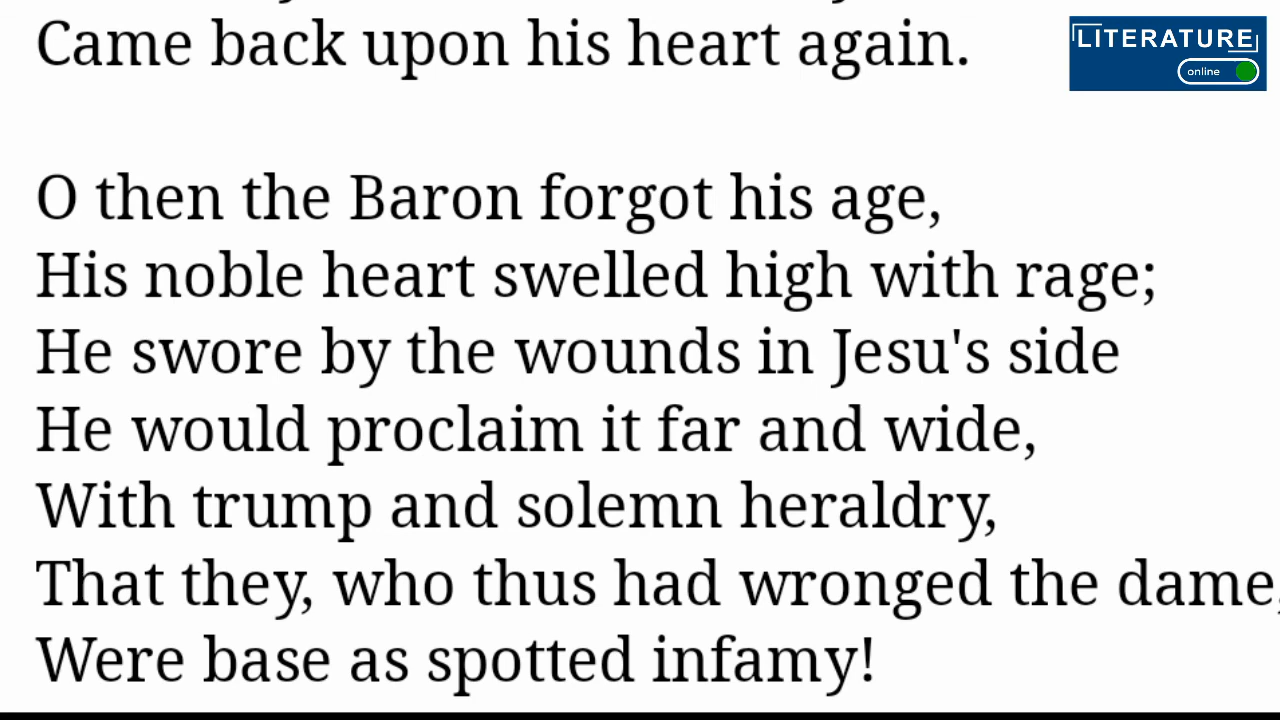 Came back upon his heart again.
LITERATURE
online
O then the Baron forgot his age,
His noble heart swelled high with rage;
He swore by the wounds in Jesu's side
He would proclaim it far and wide,
With trump and solemn heraldry,
That they, who thus had wronged the dame,
Were base as spotted infamy!